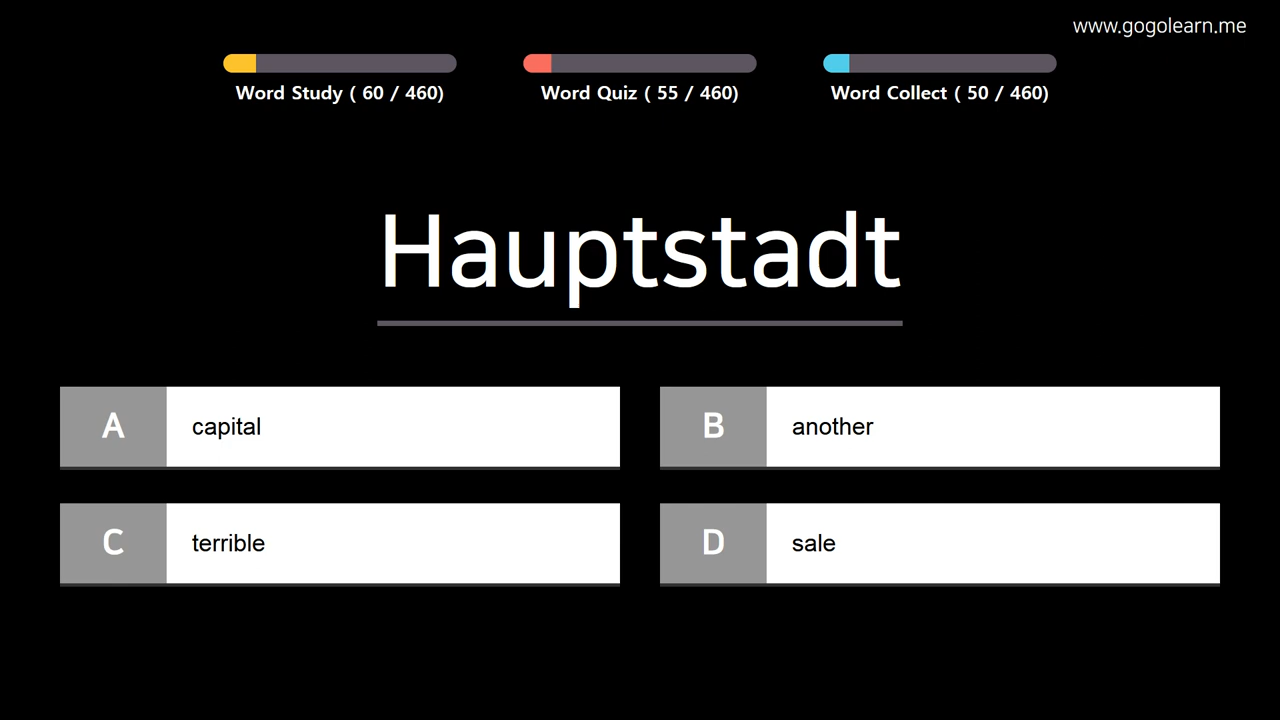 www.gogolearn.me
Word Study ( 60 / 460)
Word Quiz ( 55 / 460)
Word Collect ( 50 / 460)
Hauptstadt
A capital
B another
C terrible
D sale